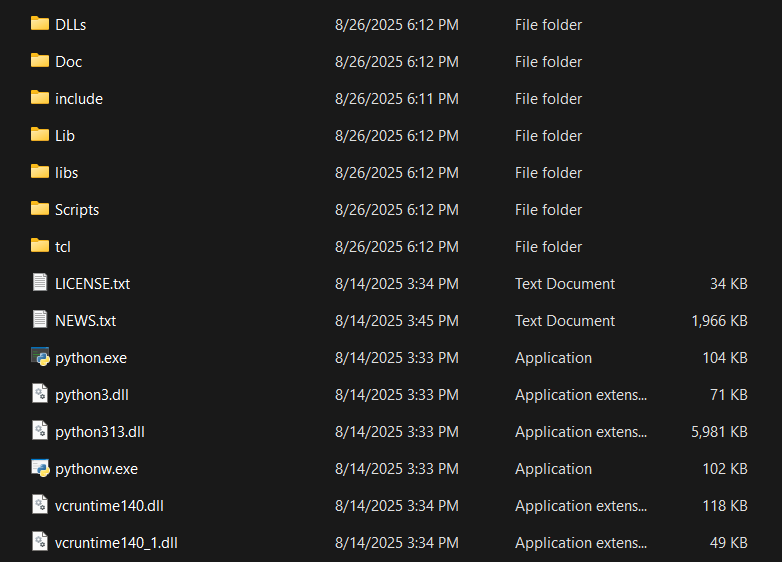 DLLs 8/26/2025 6:12 PM File folder
Doc 8/26/2025 6:12 PM File folder
include 8/26/2025 6:11 PM File folder
Lib 8/26/2025 6:12 PM File folder
libs 8/26/2025 6:12 PM File folder
Scripts 8/26/2025 6:12 PM File folder
tcl 8/26/2025 6:12 PM File folder
LICENSE.txt 8/14/2025 3:34 PM Text Document 34 KB
NEWS.txt 8/14/2025 3:45 PM Text Document 1,966 KB
python.exe 8/14/2025 3:33 PM Application 104 KB
python3.dll 8/14/2025 3:33 PM Application extens... 71 KB
python313.dll 8/14/2025 3:33 PM Application extens... 5,981 KB
pythonw.exe 8/14/2025 3:33 PM Application 102 KB
vcruntime140.dll 8/14/2025 3:34 PM Application extens... 118 KB
vcruntime140_1.dll 8/14/2025 3:34 PM Application extens... 49 KB